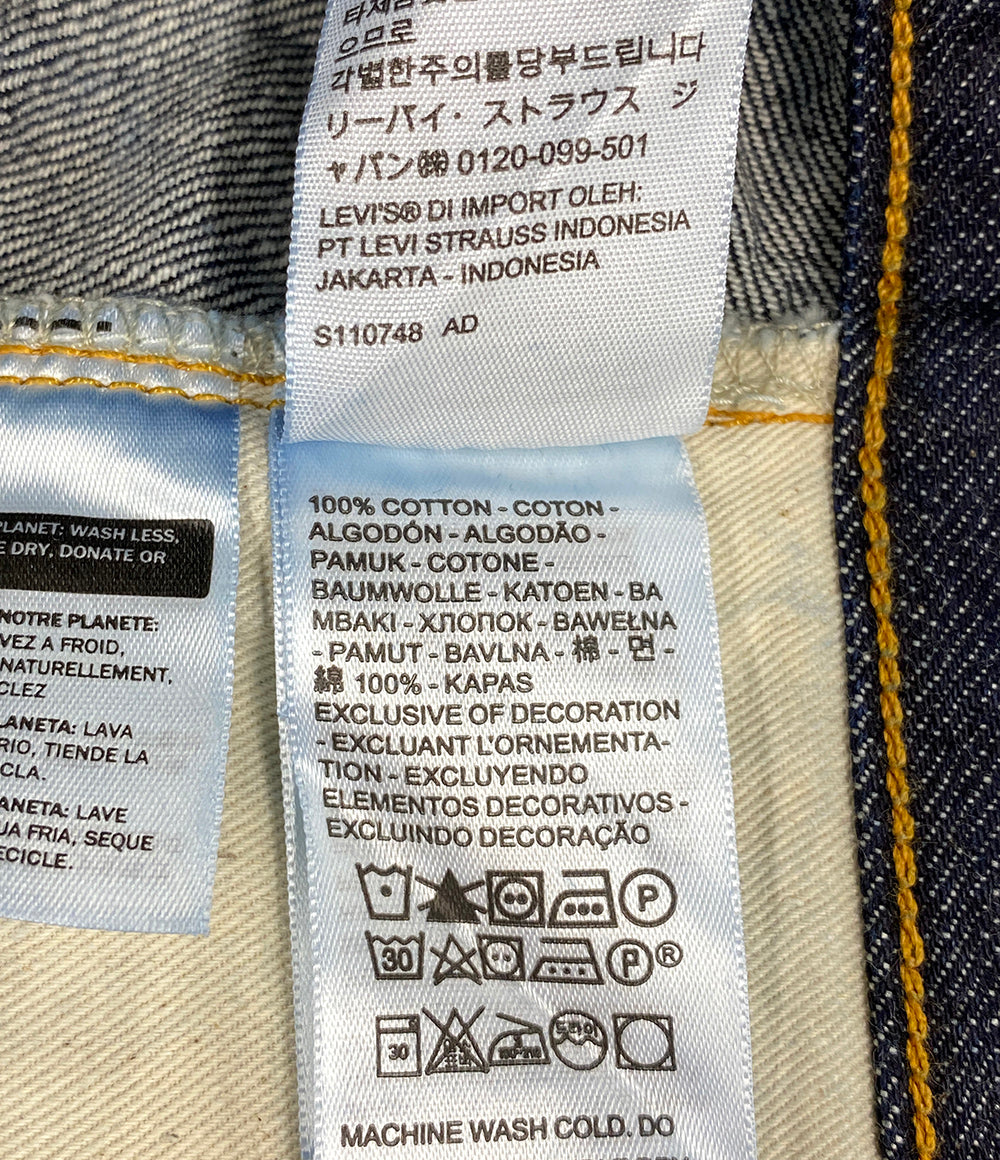 으므로
각별한주의를당부드립니다
リーバイ・ストラウス ジ
ャパン㈱ 0120-099-501
LEVI'S® DI IMPORT OLEH:
PT LEVI STRAUSS INDONESIA
JAKARTA - INDONESIA
S110748 AD
PLANET: WASH LESS,
E DRY, DONATE OR
NOTRE PLANETE:
VEZ A FROID,
NATURELLEMENT,
CLEZ
LANETA: LAVA
RIO, TIENDE LA
CLA.
ANETA: LAVE
UA FRIA, SEQUE
ECICLE.
100% COTTON - COTON -
ALGODÓN - ALGODÃO -
PAMUK - COTONE -
BAUMWOLLE - KATOEN - BA
MBAKI - ХЛОПОК - BAWEŁNA
- PAMUT - BAVLNA - 棉 - 면 -
綿 100% - KAPAS
EXCLUSIVE OF DECORATION
- EXCLUANT L'ORNEMENTA-
TION - EXCLUYENDO
ELEMENTOS DECORATIVOS -
EXCLUINDO DECORAÇÃO
P
30 P ®
30 드라이
MACHINE WASH COLD. DO